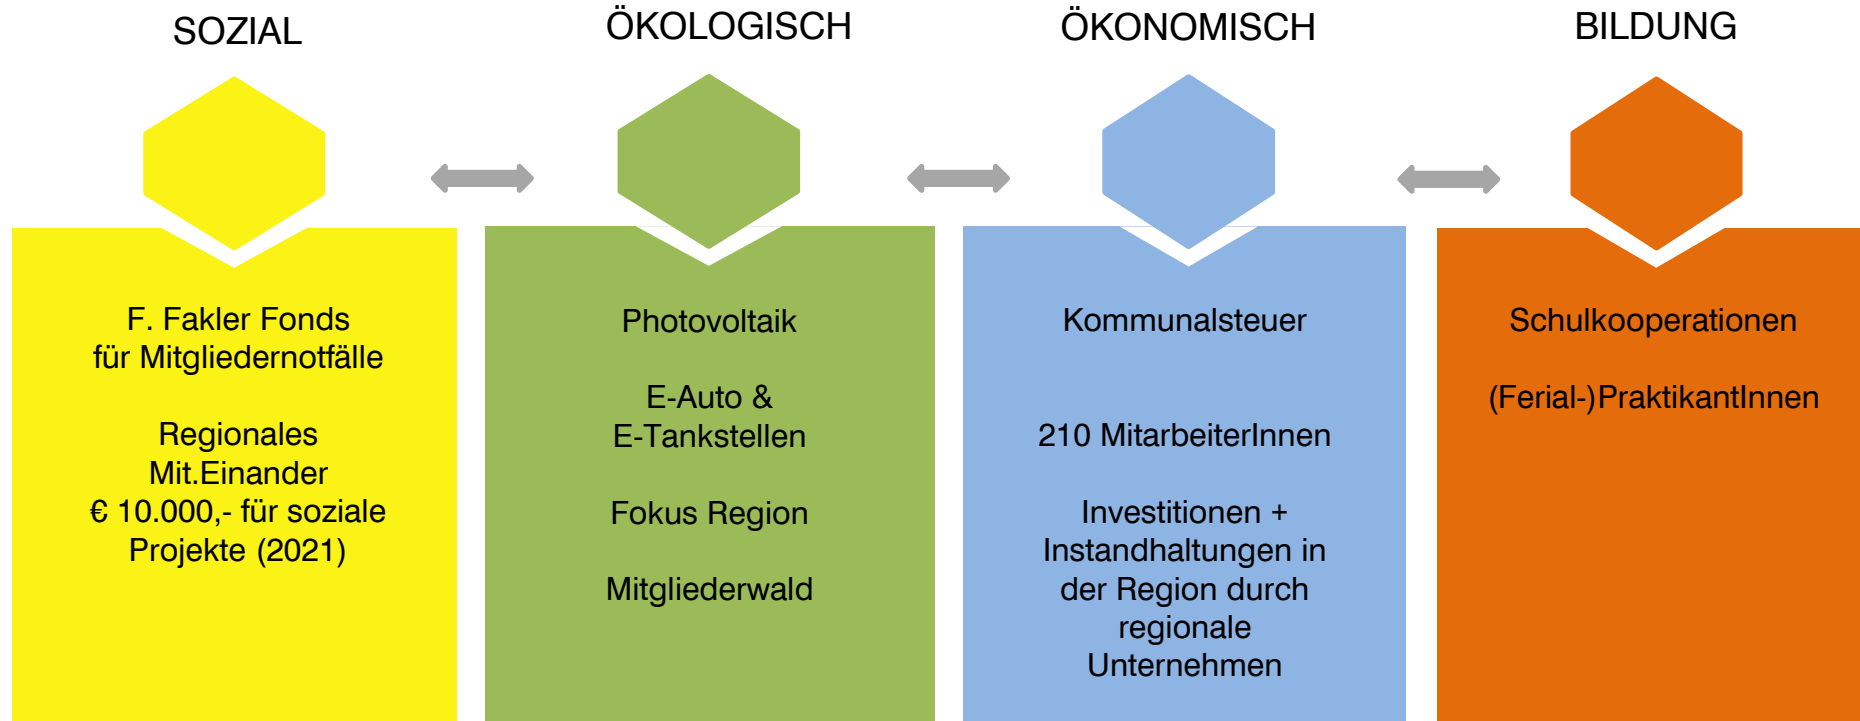 SOZIAL
F. Fakler Fonds
für Mitgliedernotfälle
Regionales
Mit.Einander
€ 10.000,- für soziale
Projekte (2021)
ÖKOLOGISCH
Photovoltaik
E-Auto &
E-Tankstellen
Fokus Region
Mitgliederwald
ÖKONOMISCH
Kommunalsteuer
210 MitarbeiterInnen
Investitionen +
Instandhaltungen in
der Region durch
regionale
Unternehmen
BILDUNG
Schulkooperationen
(Ferial-)PraktikantInnen